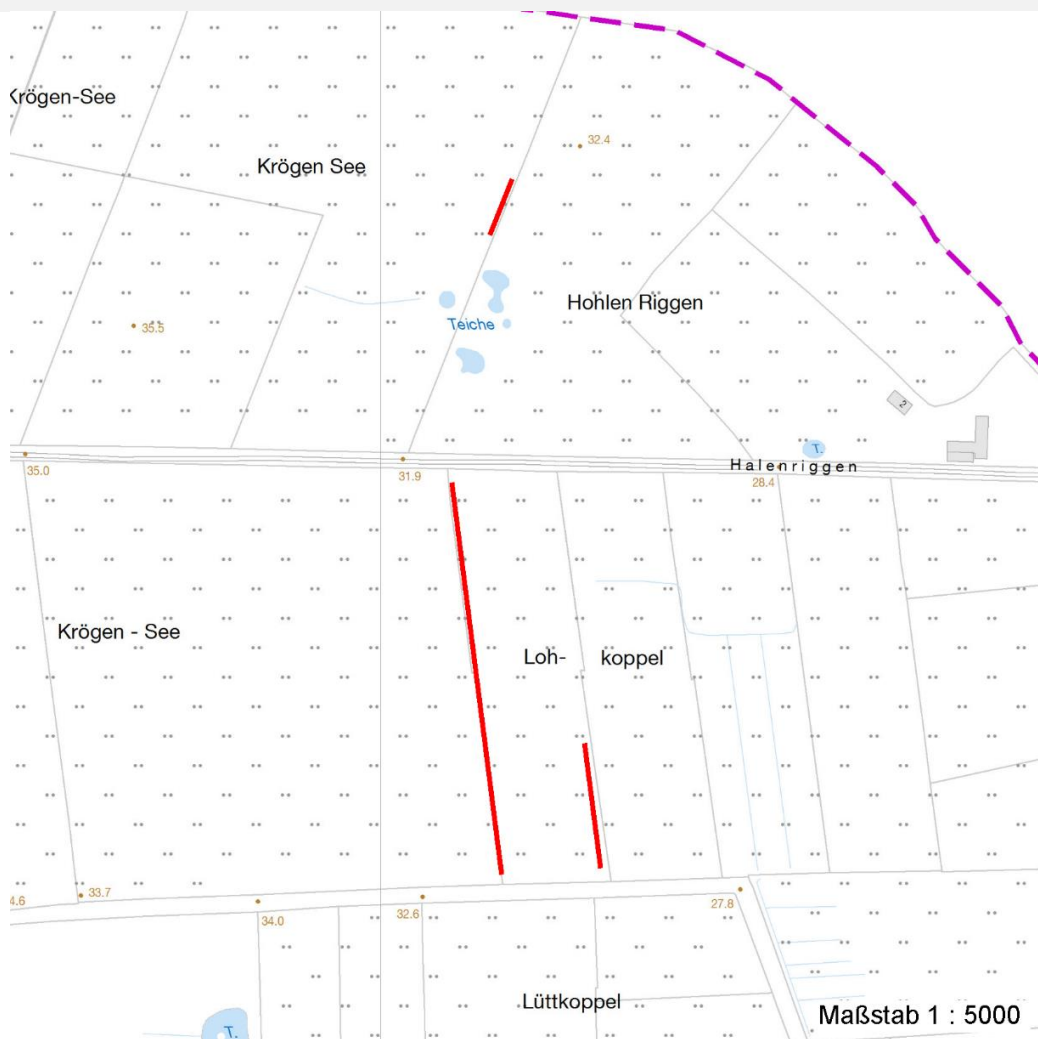 Krögen-See
Krögen See
32.4
35.5
Teiche
Hohlen Riggen
2
T.
35.0
31.9
Halenriggen
28.4
Krögen - See
Loh- koppel
4.6
33.7
34.0
32.6
27.8
Lüttkoppel
T.
Maßstab 1 : 5000